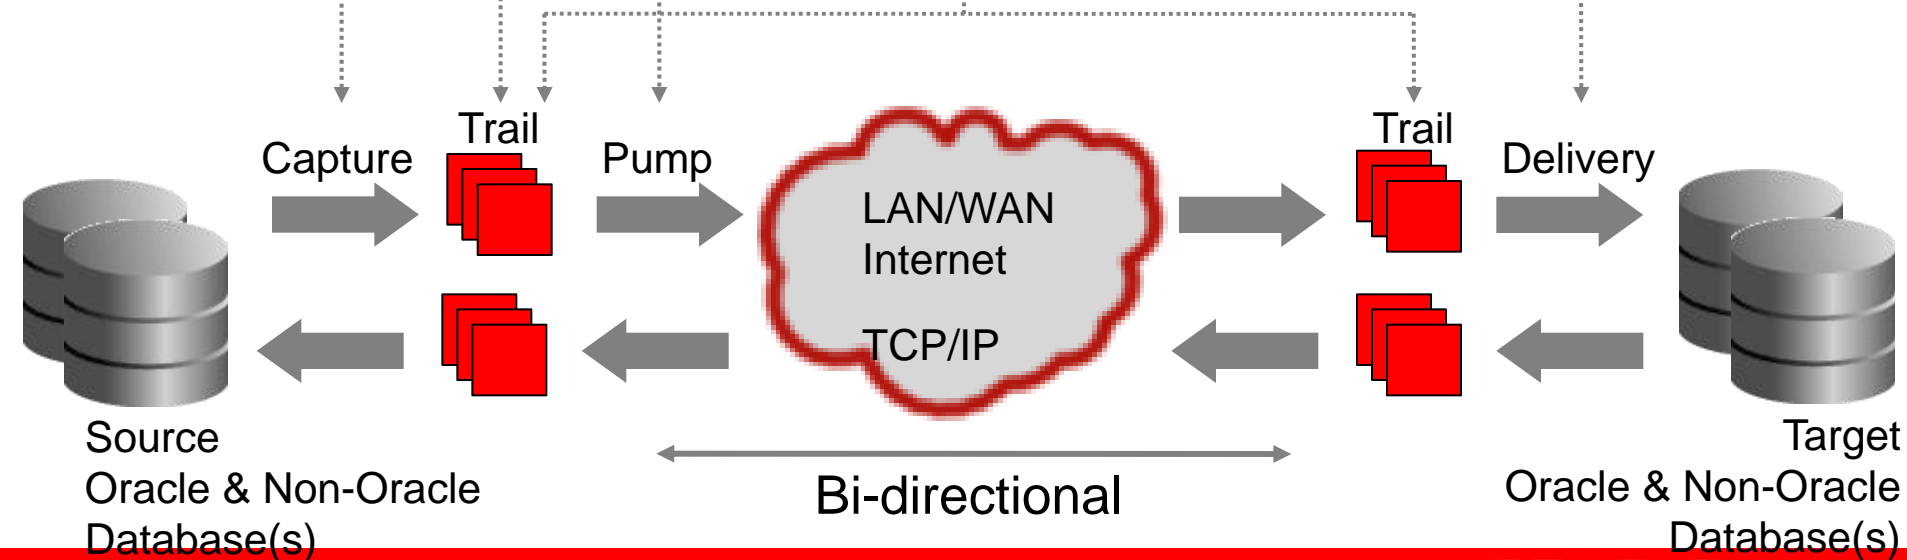 Trail
Trail
Capture
Pump
Delivery
LAN/WAN
Internet
TCP/IP
Source
Oracle & Non-Oracle
Database(s)
Bi-directional
Target
Oracle & Non-Oracle
Database(s)